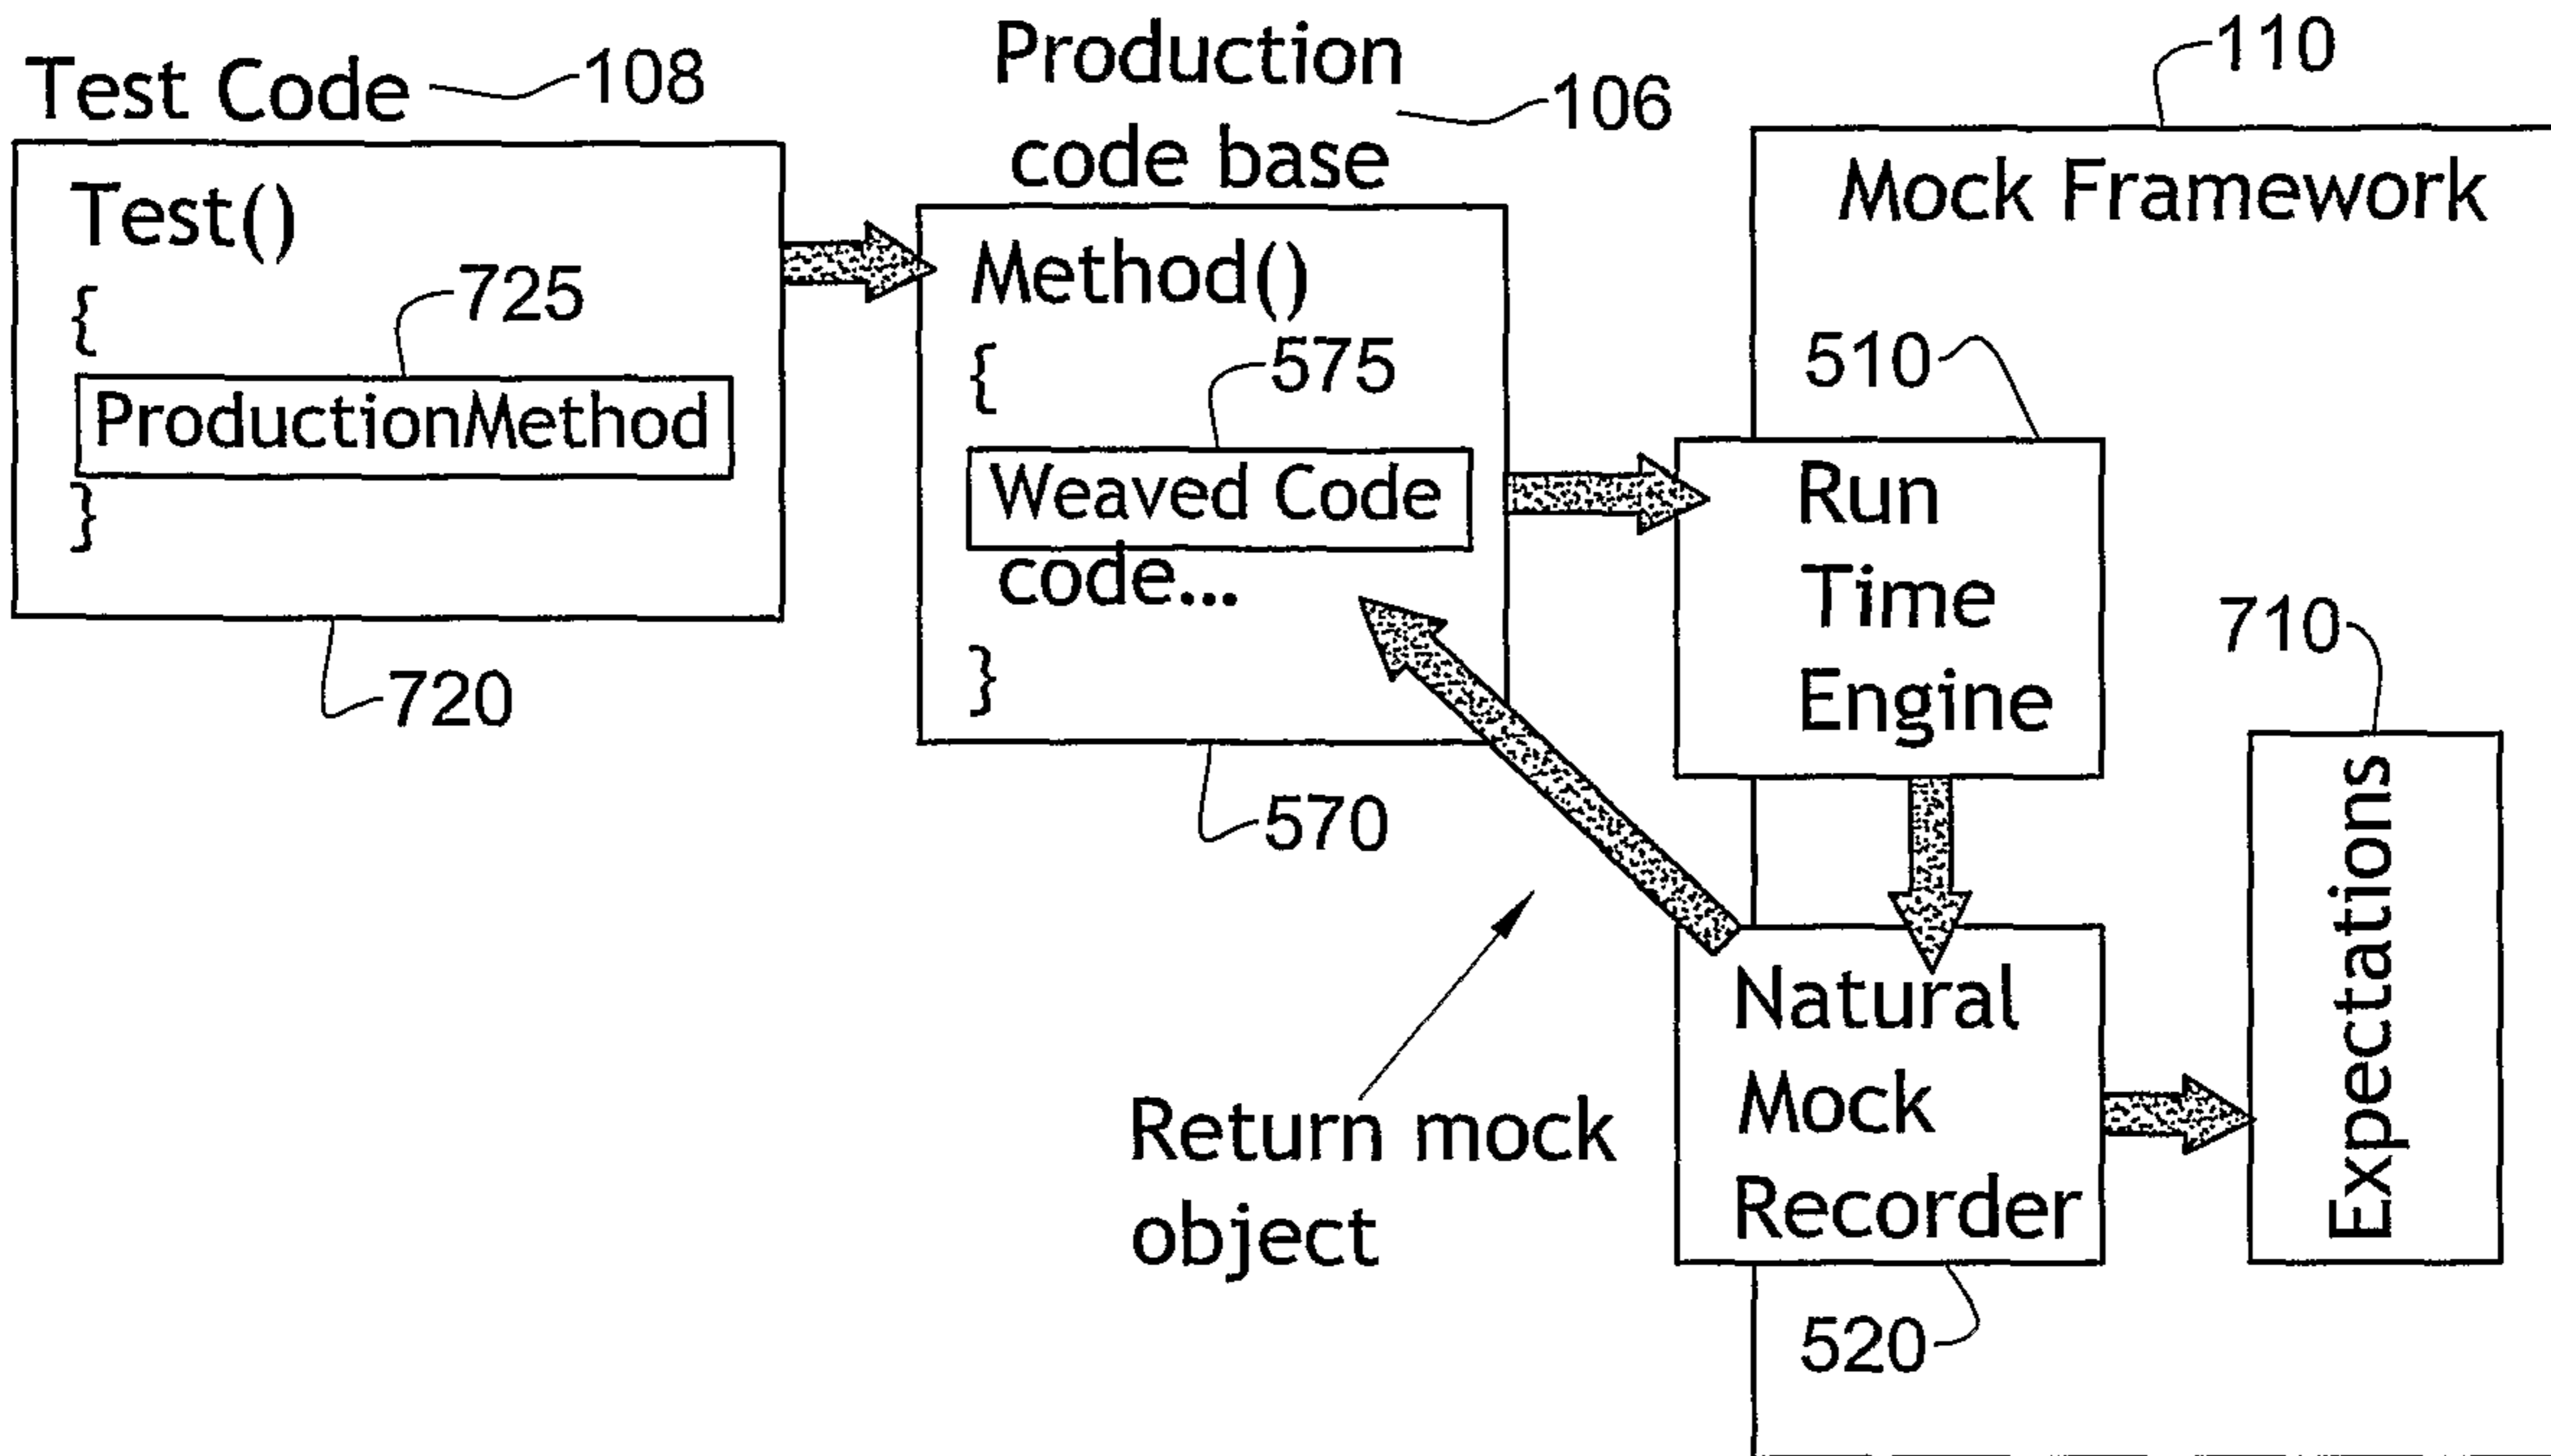 Test Code
108
Test()
{
725
ProductionMethod
}
720
Production
code base
106
Method()
{
575
Weaved Code
code...
}
570
110
Mock Framework
510
Run
Time
Engine
710
Expectations
Natural
Mock
Recorder
520
Return mock
object